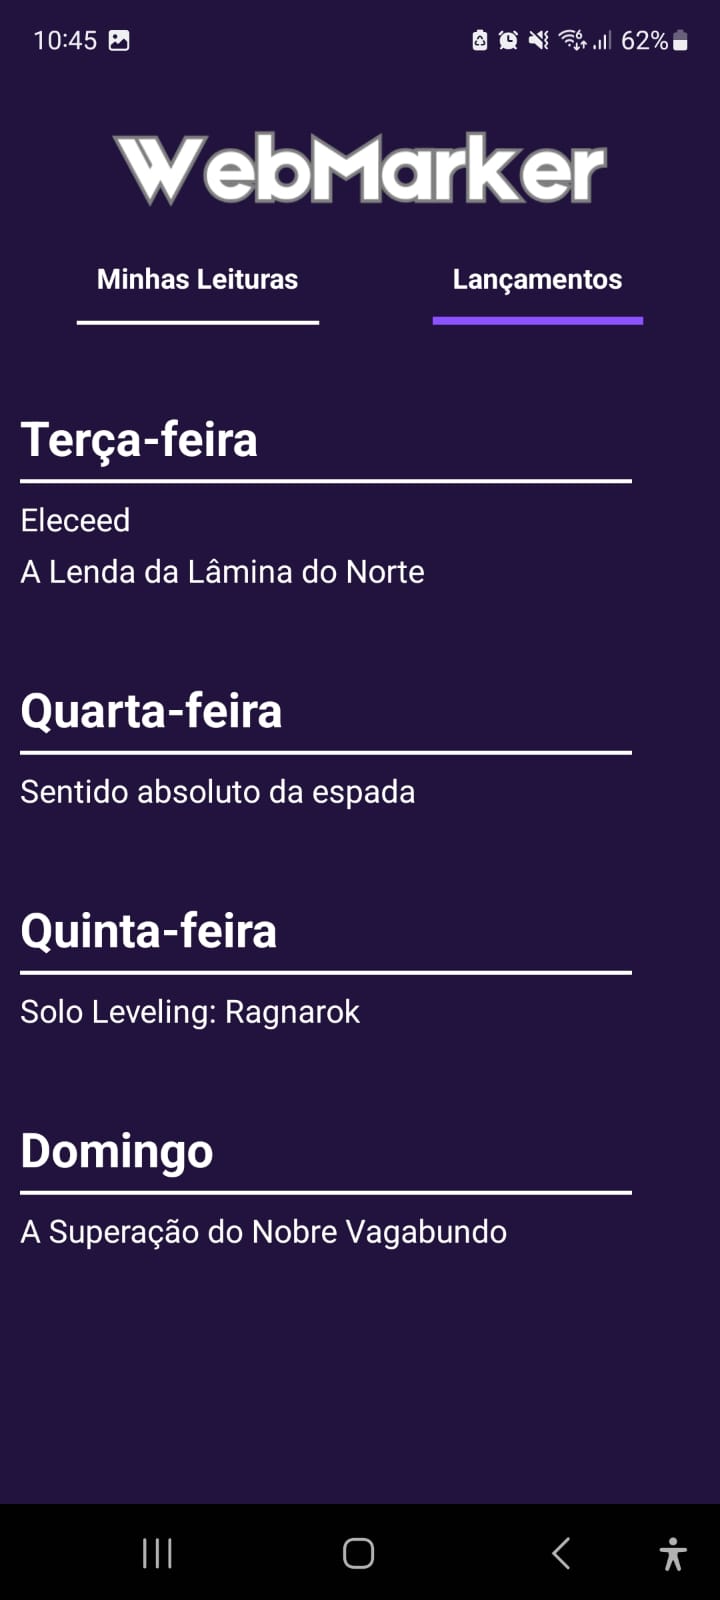 10:45 62%
WebMarker
Minhas Leituras Lançamentos
Terça-feira
Eleceed
A Lenda da Lâmina do Norte
Quarta-feira
Sentido absoluto da espada
Quinta-feira
Solo Leveling: Ragnarok
Domingo
A Superação do Nobre Vagabundo